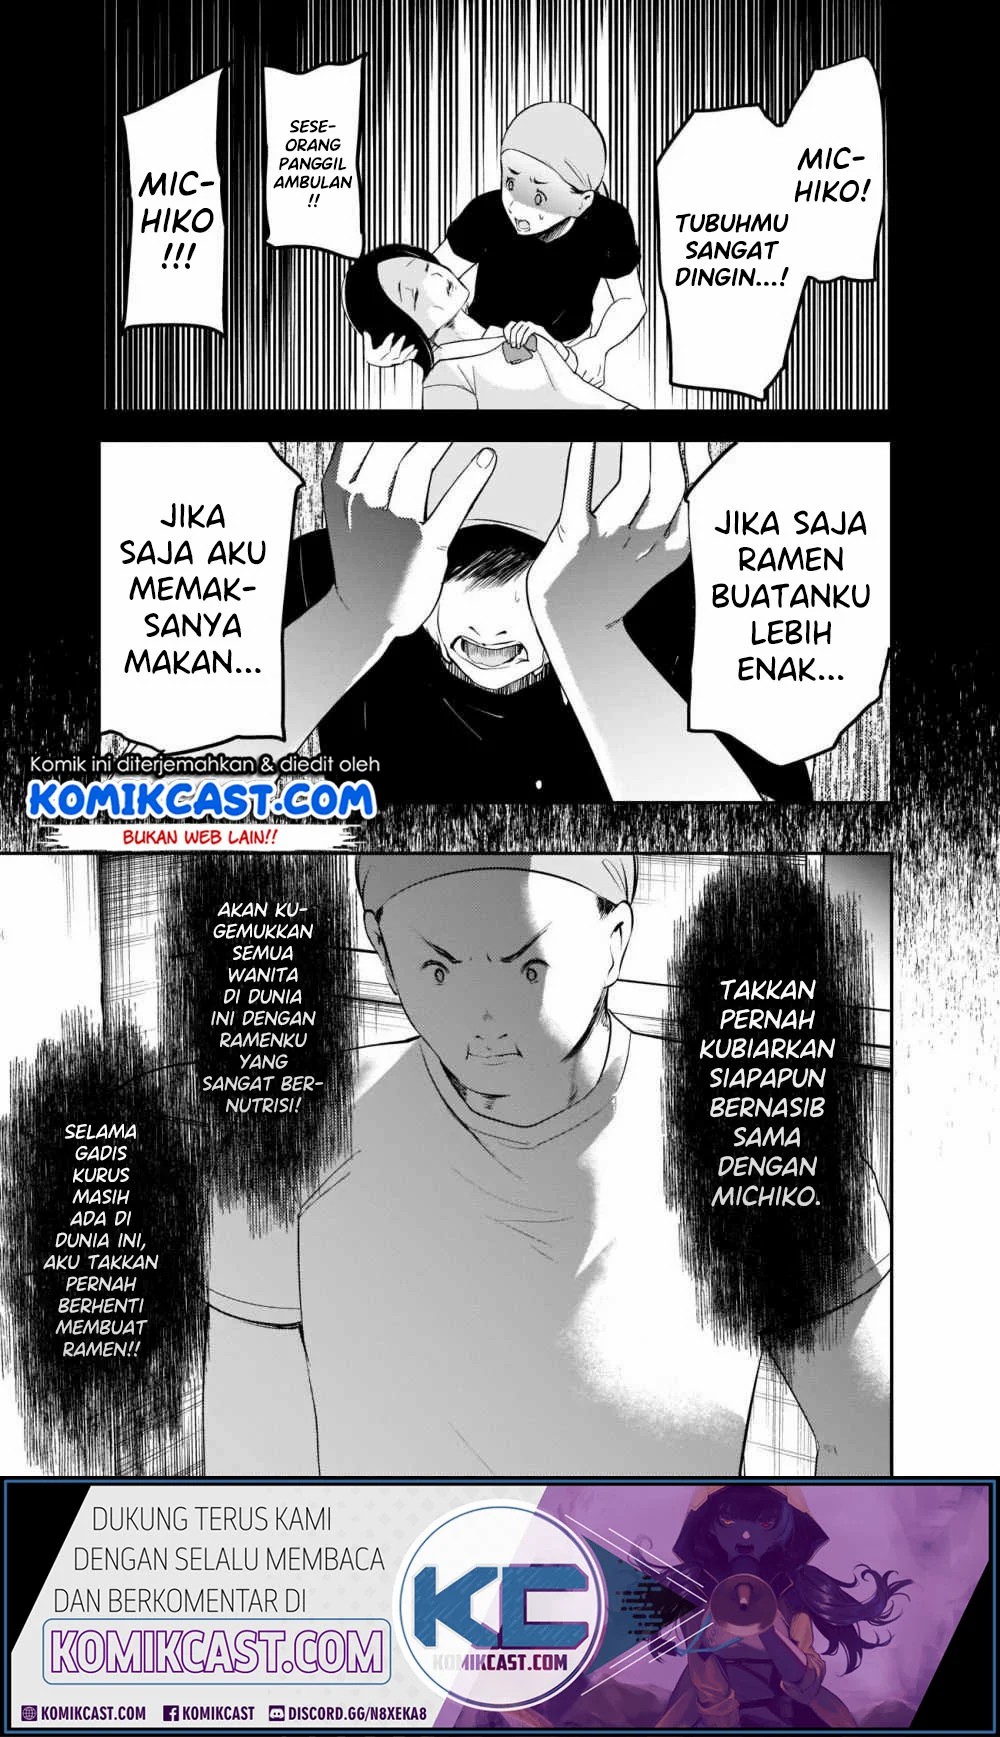 MIC-
HIKO!
TUBUHMU
SANGAT
DINGIN...!
SESE-
ORANG
PANGGIL
AMBULAN
!!
MIC-
HIKO
!!!
JIKA SAJA
RAMEN
BUATANKU
LEBIH
ENAK...
JIKA
SAJA AKU
MEMAK-
SANYA
MAKAN...
Komik ini diterjemahkan & diedit oleh
KOMIKCAST.COM
BUKAN WEB LAIN!!
TAKKAN
PERNAH
KUBIARKAN
SIAPAPUN
BERNASIB
SAMA
DENGAN
MICHIKO.
AKAN KU-
GEMUKKAN
SEMUA
WANITA
DI DUNIA
INI DENGAN
RAMENKU
YANG
SANGAT BER-
NUTRISI!
SELAMA
GADIS
KURUS
MASIH
ADA DI
DUNIA INI,
AKU TAKKAN
PERNAH
BERHENTI
MEMBUAT
RAMEN!!
DUKUNG TERUS KAMI
DENGAN SELALU MEMBACA
DAN BERKOMENTAR DI
KOMIKCAST.COM
KC
KOMIKCAST.COM
KOMIKCAST.COM KOMIKCAST DISCORD.GG/N8XEKA8